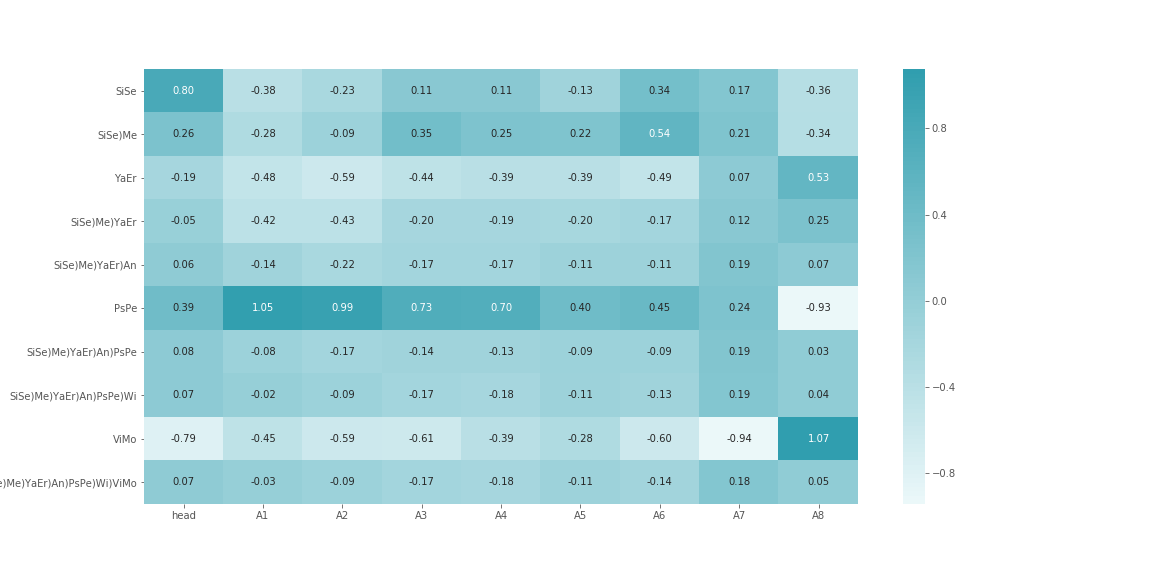 SiSe 0.80 -0.38 -0.23 0.11 0.11 -0.13 0.34 0.17 -0.36
SiSe)Me 0.26 -0.28 -0.09 0.35 0.25 0.22 0.54 0.21 -0.34
YaEr -0.19 -0.48 -0.59 -0.44 -0.39 -0.39 -0.49 0.07 0.53
SiSe)Me)YaEr -0.05 -0.42 -0.43 -0.20 -0.19 -0.20 -0.17 0.12 0.25
SiSe)Me)YaEr)An 0.06 -0.14 -0.22 -0.17 -0.17 -0.11 -0.11 0.19 0.07
PsPe 0.39 1.05 0.99 0.73 0.70 0.40 0.45 0.24 -0.93
SiSe)Me)YaEr)An)PsPe 0.08 -0.08 -0.17 -0.14 -0.13 -0.09 -0.09 0.19 0.03
SiSe)Me)YaEr)An)PsPe)Wi 0.07 -0.02 -0.09 -0.17 -0.18 -0.11 -0.13 0.19 0.04
ViMo -0.79 -0.45 -0.59 -0.61 -0.39 -0.28 -0.60 -0.94 1.07
e)Me)YaEr)An)PsPe)Wi)ViMo 0.07 -0.03 -0.09 -0.17 -0.18 -0.11 -0.14 0.18 0.05
head A1 A2 A3 A4 A5 A6 A7 A8
0.8
0.4
0.0
−0.4
−0.8